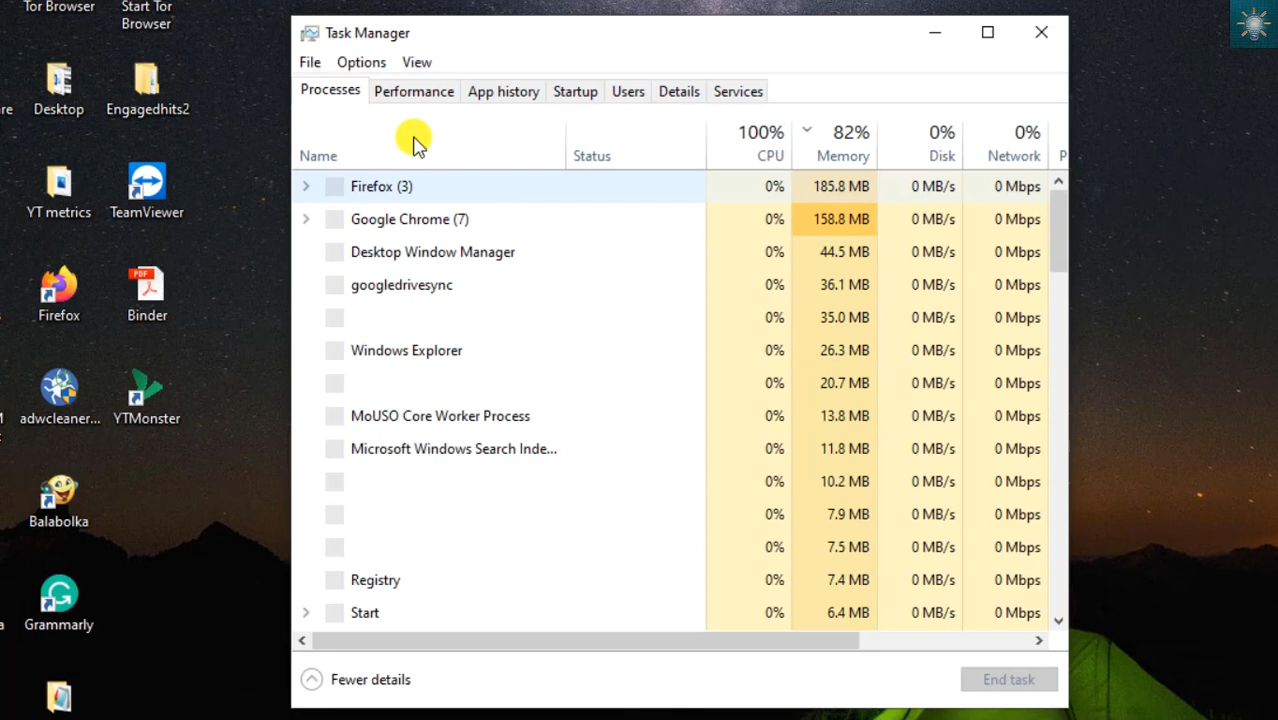 Tor Browser
Start Tor
Browser
Desktop
Engagedhits2
YT metrics
TeamViewer
Firefox
Binder
PDF
adwcleaner...
YTMonster
Balabolka
Grammarly
Task Manager
File Options View
Processes Performance App history Startup Users Details Services
100% 82% 0% 0%
Name Status CPU Memory Disk Network P
Firefox (3) 0% 185.8 MB 0 MB/s 0 Mbps
Google Chrome (7) 0% 158.8 MB 0 MB/s 0 Mbps
Desktop Window Manager 0% 44.5 MB 0 MB/s 0 Mbps
googledrivesync 0% 36.1 MB 0 MB/s 0 Mbps
0% 35.0 MB 0 MB/s 0 Mbps
Windows Explorer 0% 26.3 MB 0 MB/s 0 Mbps
0% 20.7 MB 0 MB/s 0 Mbps
MoUSO Core Worker Process 0% 13.8 MB 0 MB/s 0 Mbps
Microsoft Windows Search Inde... 0% 11.8 MB 0 MB/s 0 Mbps
0% 10.2 MB 0 MB/s 0 Mbps
0% 7.9 MB 0 MB/s 0 Mbps
0% 7.5 MB 0 MB/s 0 Mbps
Registry 0% 7.4 MB 0 MB/s 0 Mbps
Start 0% 6.4 MB 0 MB/s 0 Mbps
Fewer details End task